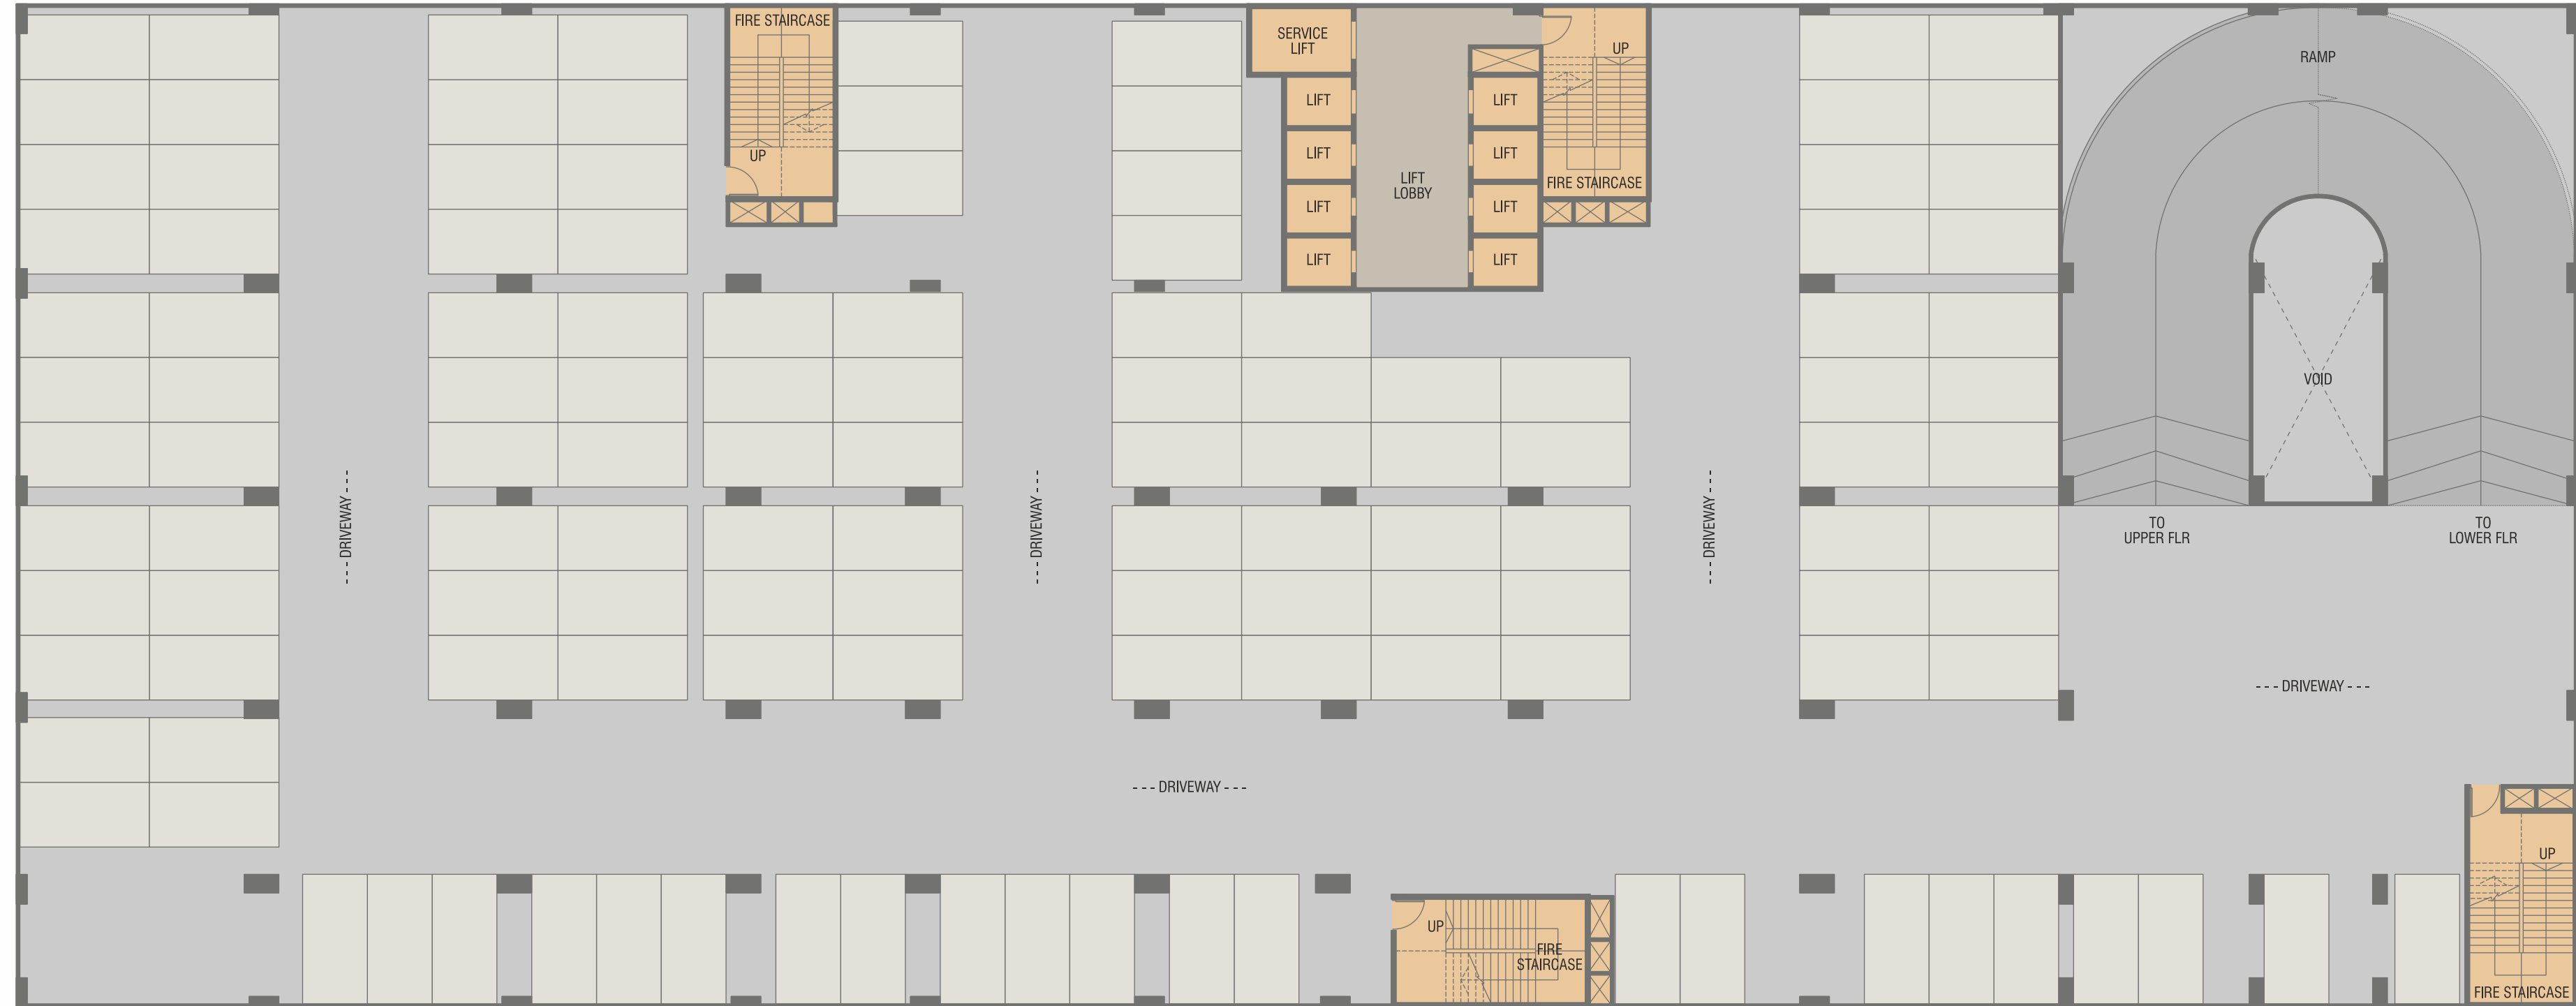 FIRE STAIRCASE
UP
SERVICE
LIFT
LIFT
LIFT
LIFT
LIFT
LIFT
LOBBY
LIFT
LIFT
LIFT
LIFT
UP
FIRE STAIRCASE
RAMP
VOID
TO
UPPER FLR
TO
LOWER FLR
--- DRIVEWAY ---
--- DRIVEWAY ---
--- DRIVEWAY ---
--- DRIVEWAY ---
--- DRIVEWAY ---
UP
FIRE
STAIRCASE
UP
FIRE STAIRCASE